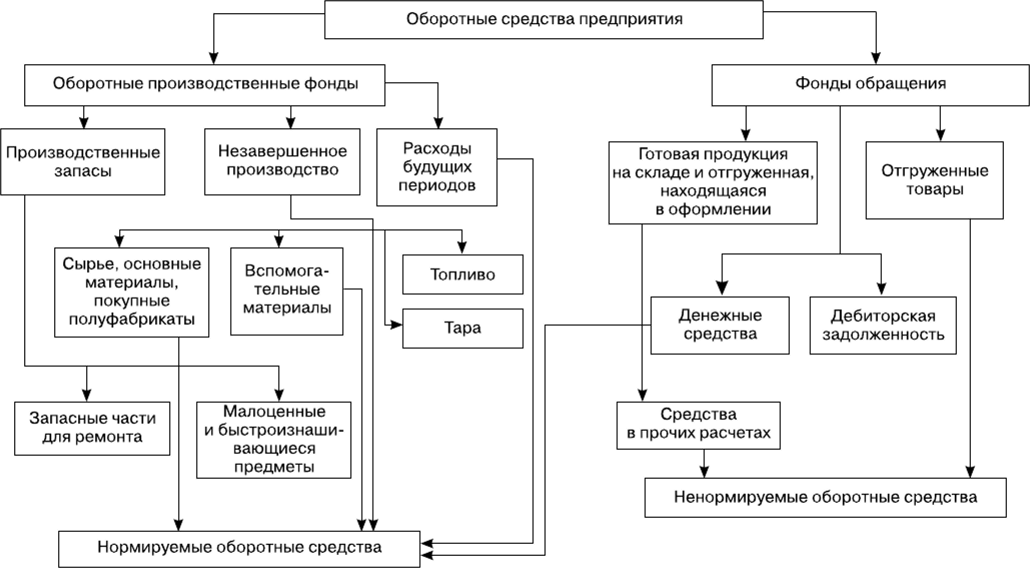 Оборотные средства предприятия
Оборотные производственные фонды
Фонды обращения
Производственные
запасы
Незавершенное
производство
Расходы
будущих
периодов
Готовая продукция
на складе и отгруженная,
находящаяся
в оформлении
Отгруженные
товары
Сырье, основные
материалы,
покупные
полуфабрикаты
Вспомога-
тельные
материалы
Топливо
Тара
Денежные
средства
Дебиторская
задолженность
Запасные части
для ремонта
Малоценные
и быстроизнаши-
вающиеся
предметы
Средства
в прочих расчетах
Ненормируемые оборотные средства
Нормируемые оборотные средства